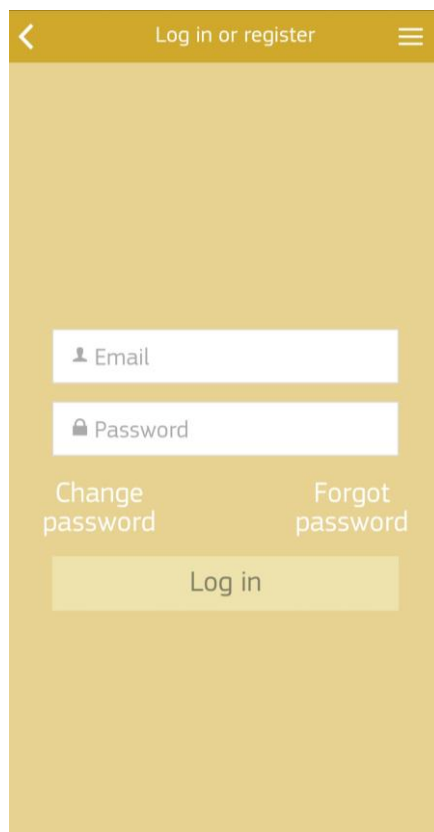 Log in or register
Email
Password
Change
password
Forgot
password
Log in